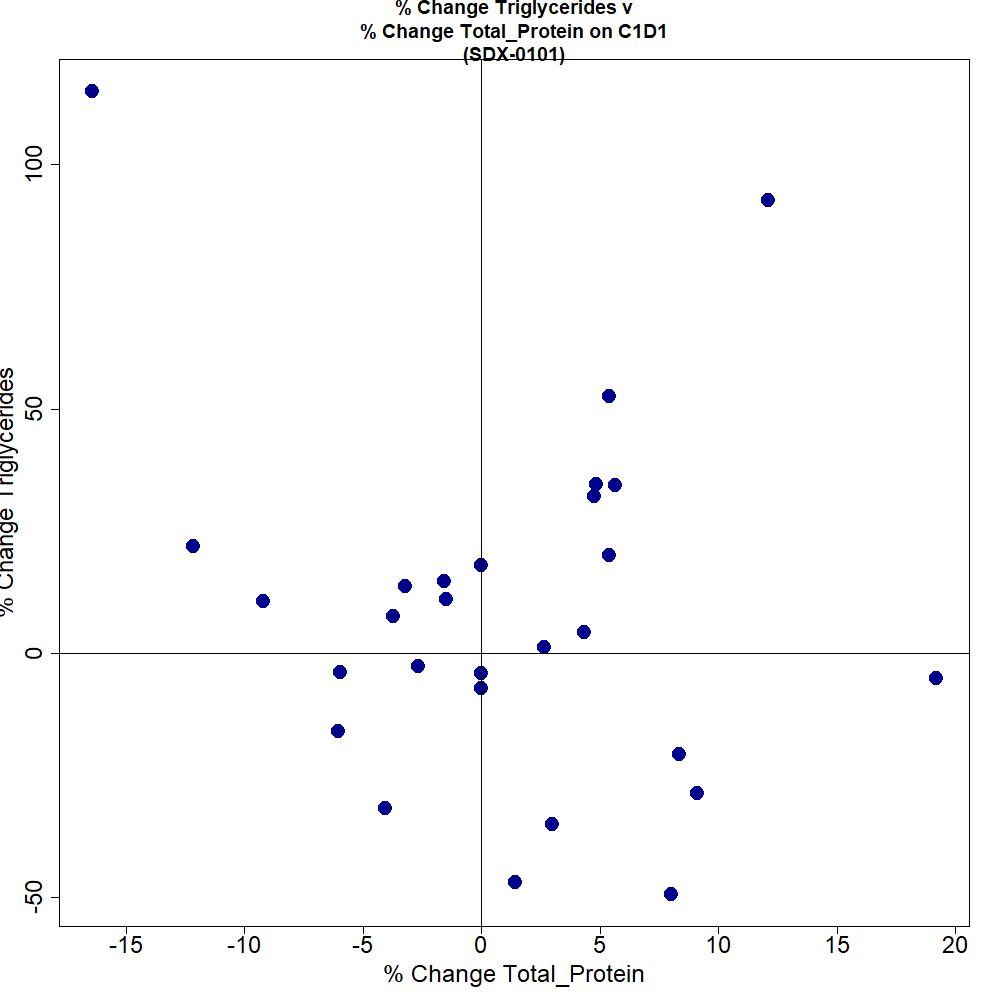 % Change Triglycerides v
% Change Total_Protein on C1D1
(SDX-0101)
% Change Triglycerides
100
50
0
-50
-15 -10 -5 0 5 10 15 20
% Change Total_Protein